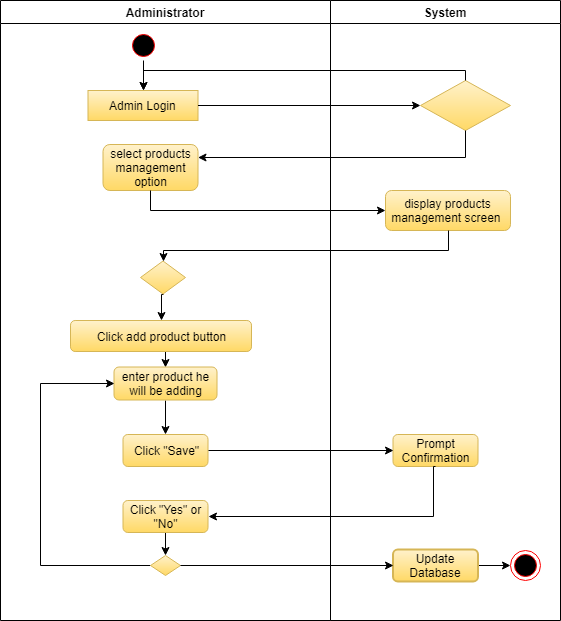 Administrator
System
Admin Login
select products
management
option
display products
management screen
Click add product button
enter product he
will be adding
Click "Save"
Prompt
Confirmation
Click "Yes" or
"No"
Update
Database